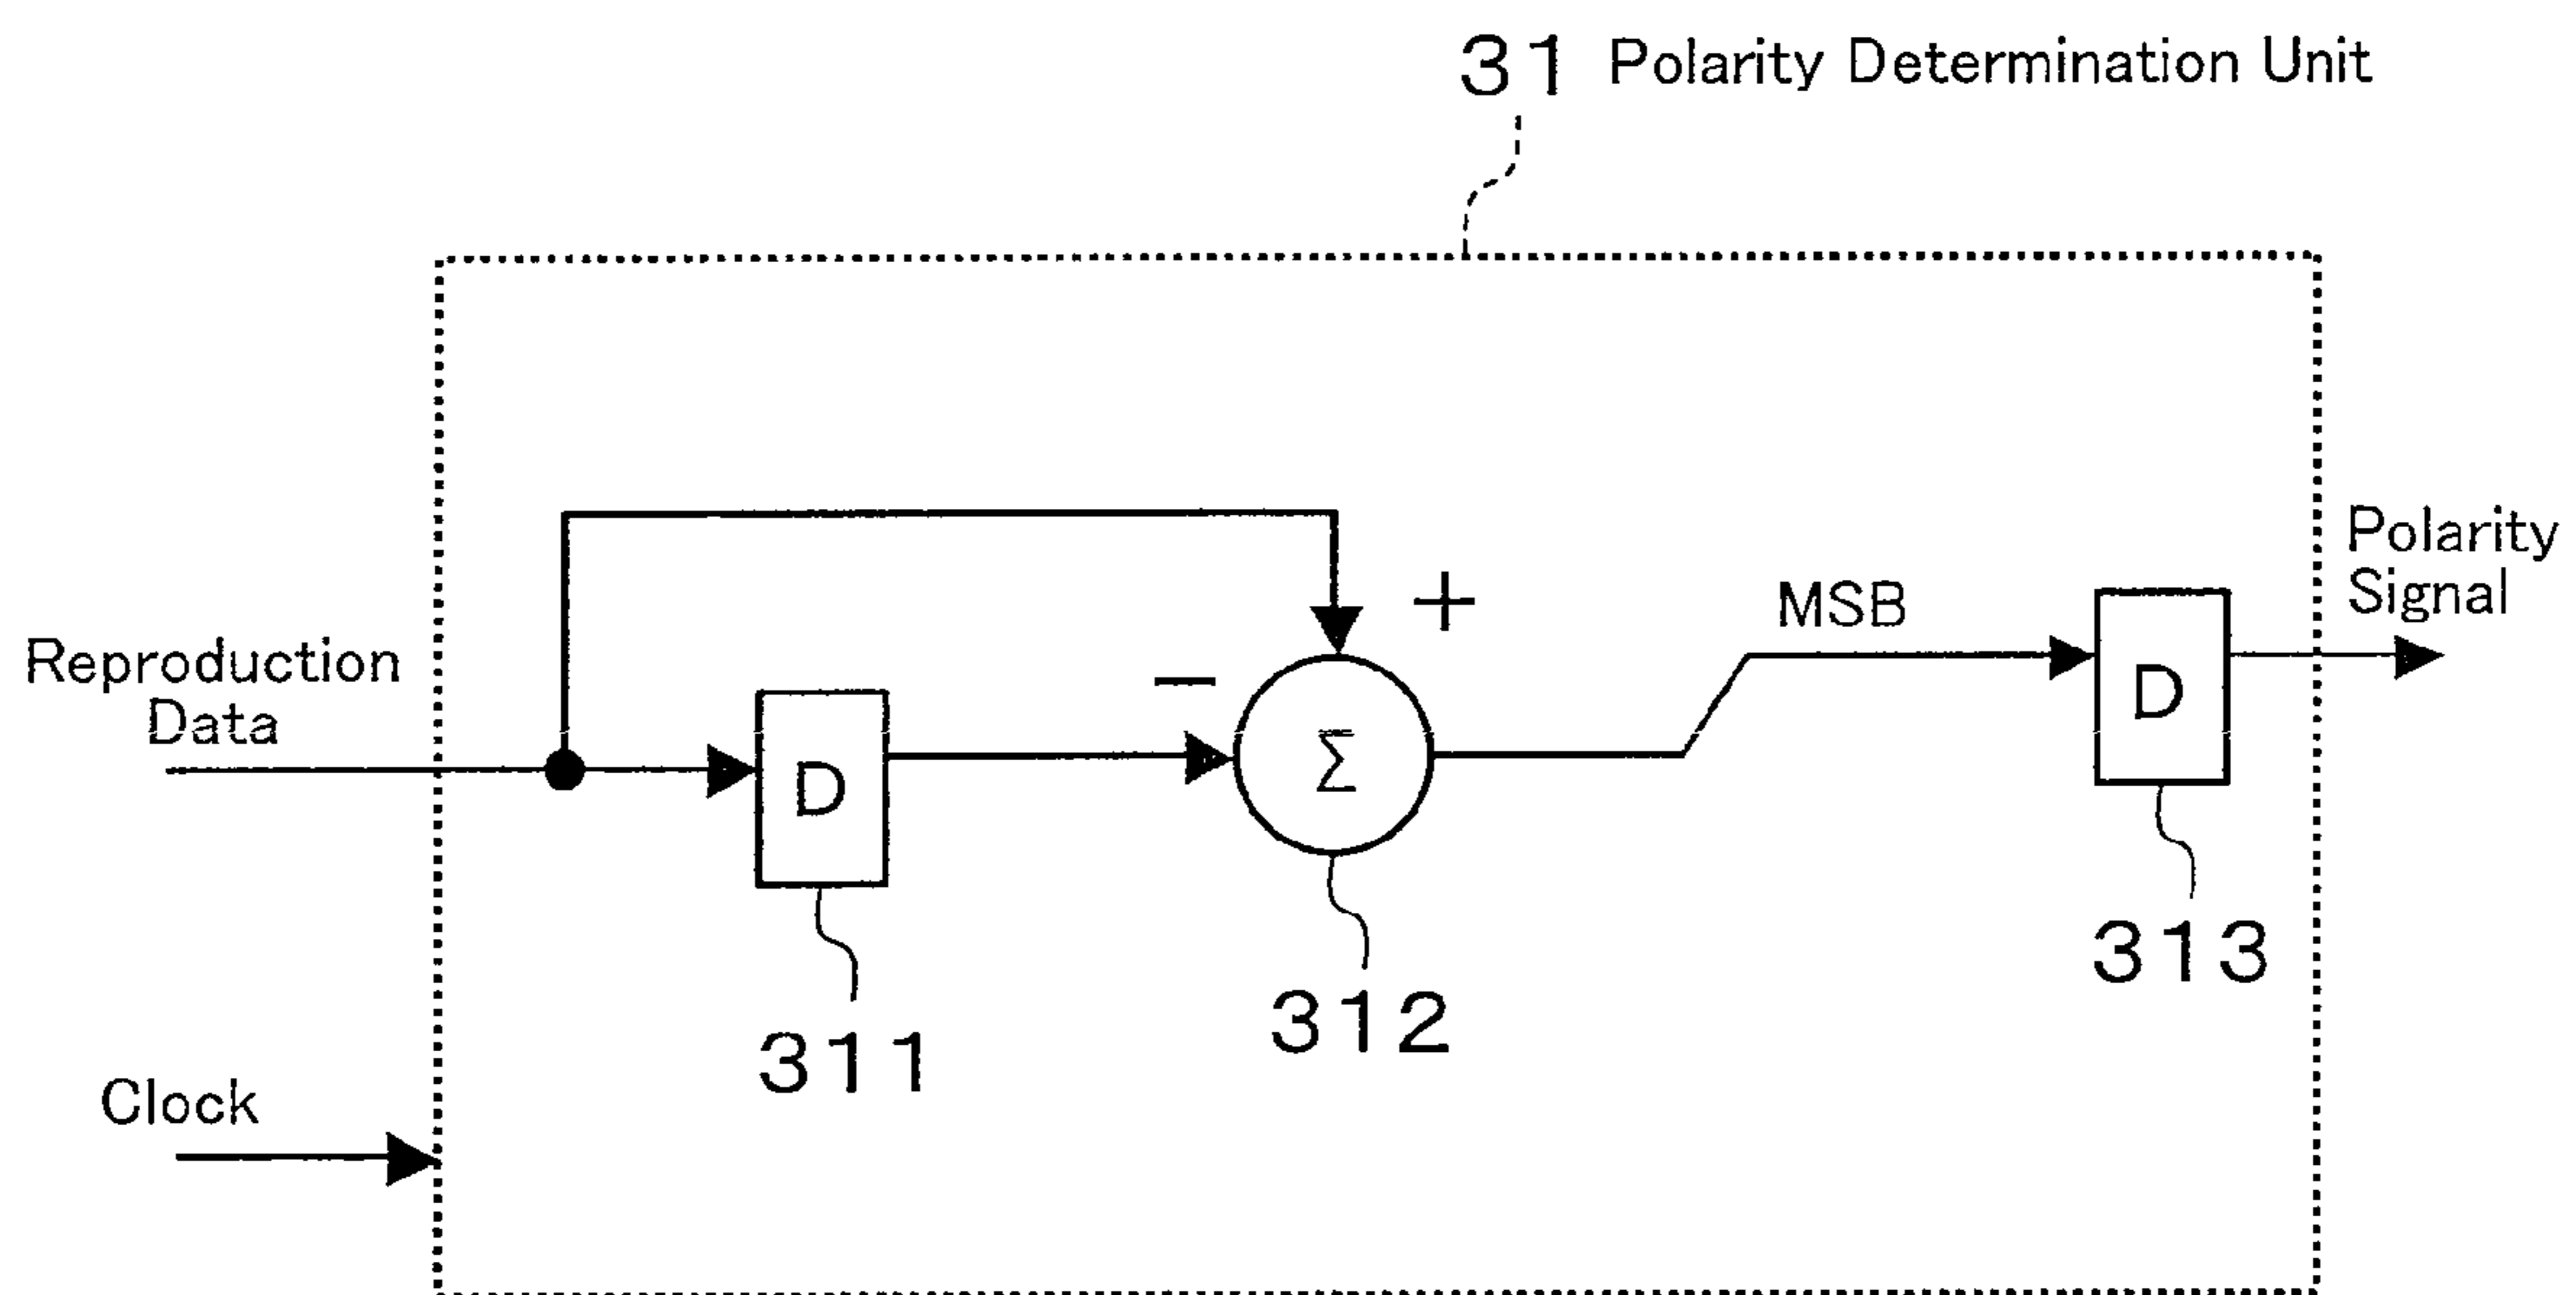 31 Polarity Determination Unit
Polarity
Signal
+
MSB
−
Reproduction
Data
D
Σ
D
313
312
311
Clock